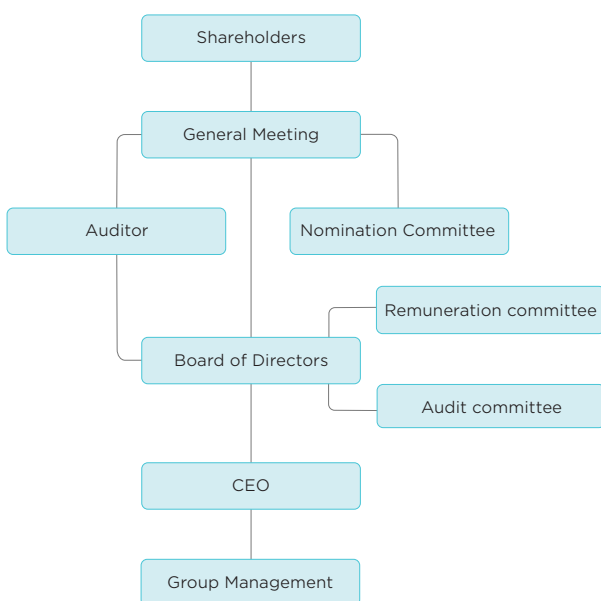 Shareholders
General Meeting
Auditor
Nomination Committee
Remuneration committee
Board of Directors
Audit committee
CEO
Group Management